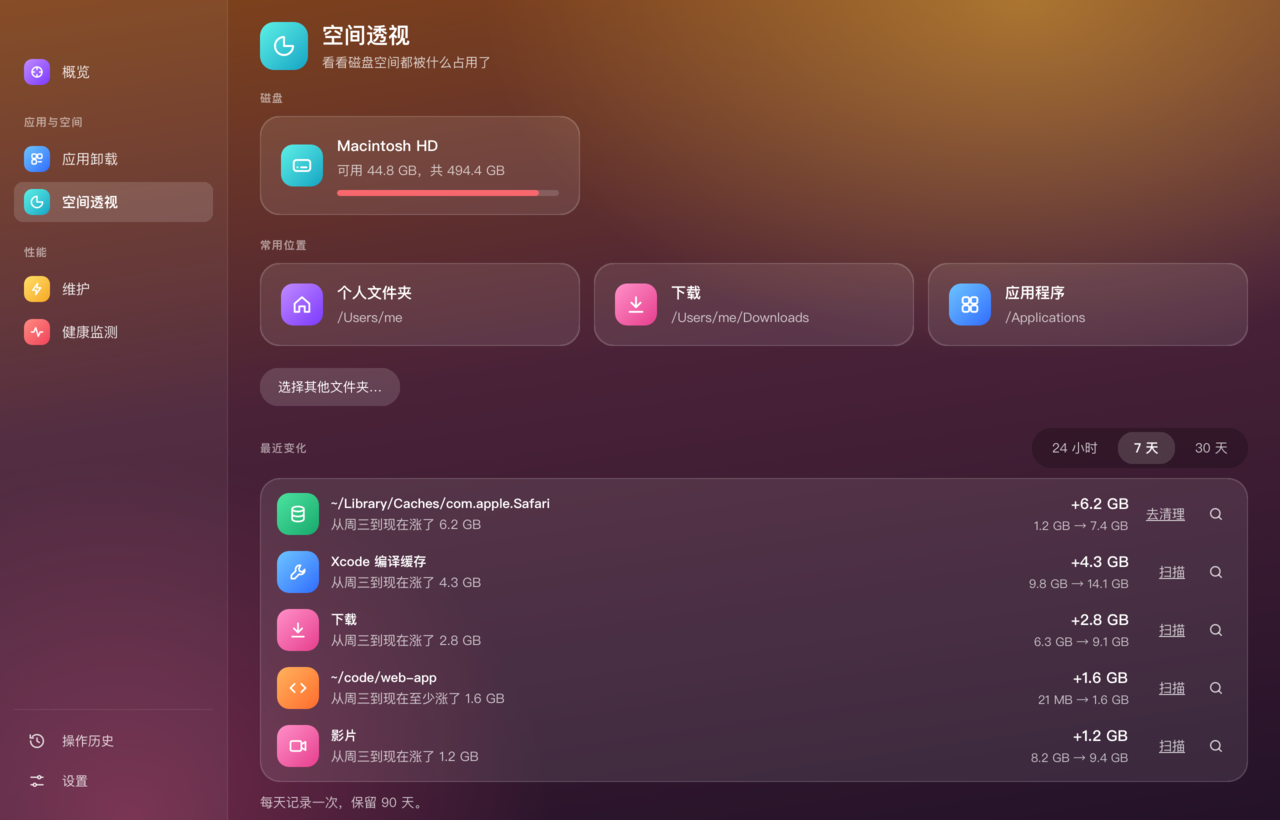 概览
应用与空间
应用卸载
空间透视
性能
维护
健康监测
操作历史
设置
空间透视
看看磁盘空间都被什么占用了
磁盘
Macintosh HD
可用 44.8 GB，共 494.4 GB
常用位置
个人文件夹
/Users/me
下载
/Users/me/Downloads
应用程序
/Applications
选择其他文件夹...
最近变化
24 小时
7 天
30 天
~/Library/Caches/com.apple.Safari
从周三到现在涨了 6.2 GB
+6.2 GB
1.2 GB → 7.4 GB
去清理
Xcode 编译缓存
从周三到现在涨了 4.3 GB
+4.3 GB
9.8 GB → 14.1 GB
扫描
下载
从周三到现在涨了 2.8 GB
+2.8 GB
6.3 GB → 9.1 GB
扫描
~/code/web-app
从周三到现在至少涨了 1.6 GB
+1.6 GB
21 MB → 1.6 GB
扫描
影片
从周三到现在涨了 1.2 GB
+1.2 GB
8.2 GB → 9.4 GB
扫描
每天记录一次，保留 90 天。